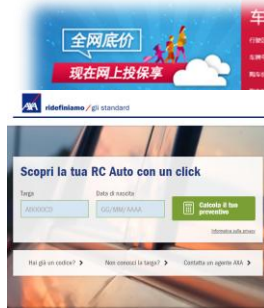 全网底价
现在网上投保享
车
AXA ridefiniamo / gli standard
Scopri la tua RC Auto con un click
Targa
Data di nascita
GG/MM/AAAA
Calcola il tuo preventivo
Informativa sulla privacy
Hai già un codice?
Non conosci la targa?
Contatta un agente AXA